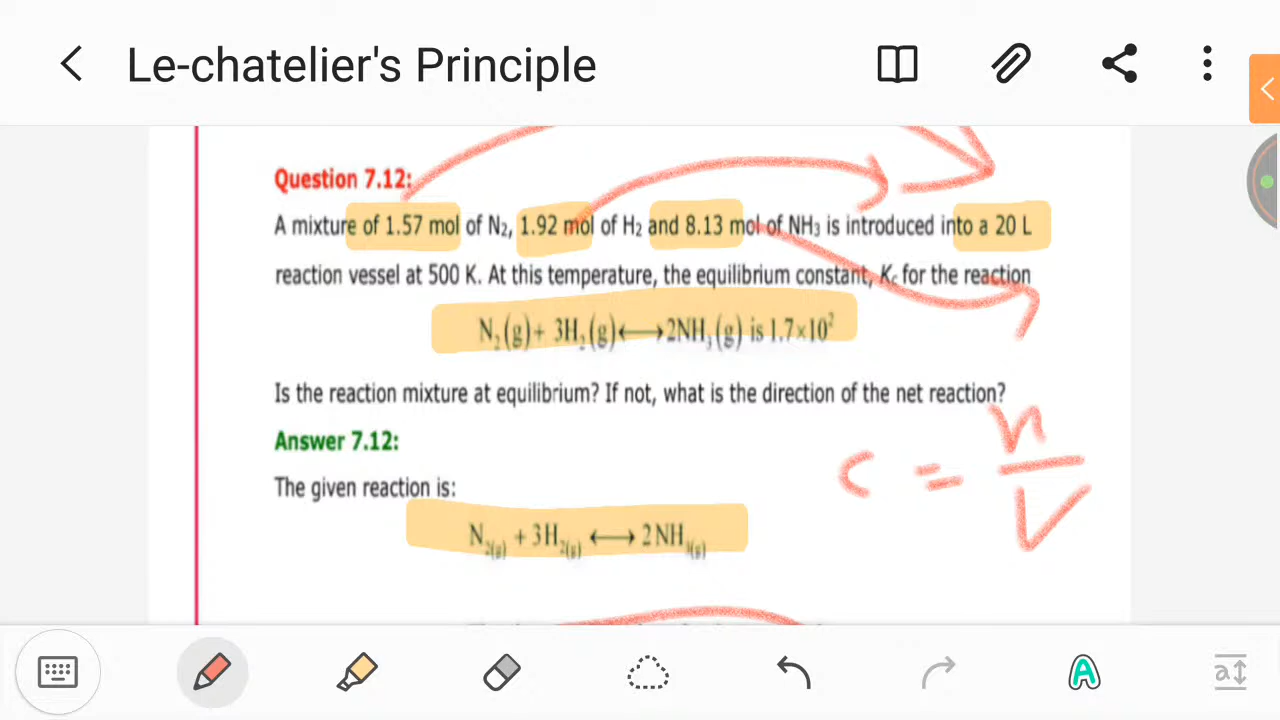 Le-chatelier's Principle
Question 7.12:
A mixture of 1.57 mol of N₂, 1.92 mol of H₂ and 8.13 mol of NH₃ is introduced into a 20 L
reaction vessel at 500 K. At this temperature, the equilibrium constant, Kc for the reaction
N₂(g)+ 3H₂(g)⟷2NH₃(g) is 1.7×10²
Is the reaction mixture at equilibrium? If not, what is the direction of the net reaction?
Answer 7.12:
The given reaction is:
c = n/V
N₂(g) + 3H₂(g) ⟷ 2NH₃(g)
A
a